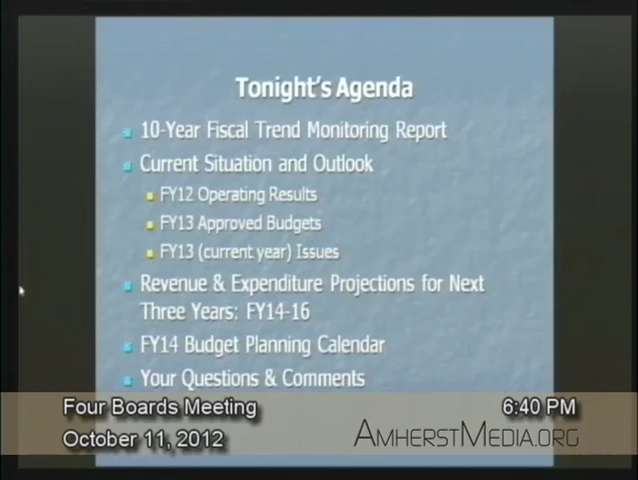 Tonight's Agenda
10-Year Fiscal Trend Monitoring Report
Current Situation and Outlook
FY12 Operating Results
FY13 Approved Budgets
FY13 (current year) Issues
Revenue & Expenditure Projections for Next
Three Years: FY14-16
FY14 Budget Planning Calendar
Your Questions & Comments
Four Boards Meeting
6:40 PM
October 11, 2012
AMHERSTMEDIA.ORG